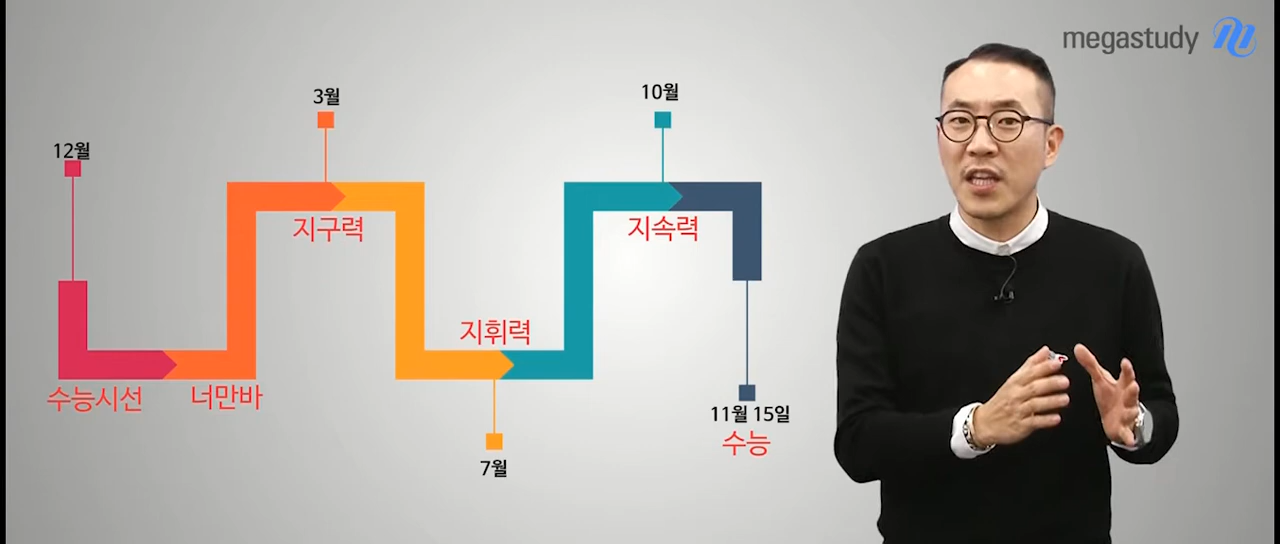 megastudy
12월
3월
10월
지구력
지속력
지휘력
수능시선
너만바
7월
11월 15일
수능